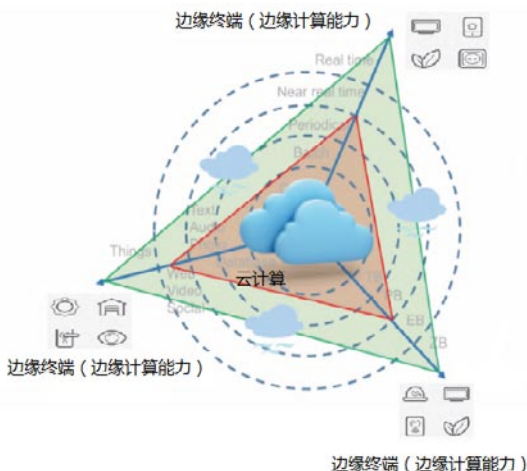 边缘终端（边缘计算能力）
Real time
Near real time
Periodic
Batch
Text
Audio
Things
Web
云计算
Video
Social
TB
PB
EB
ZB
边缘终端（边缘计算能力）
边缘终端（边缘计算能力）